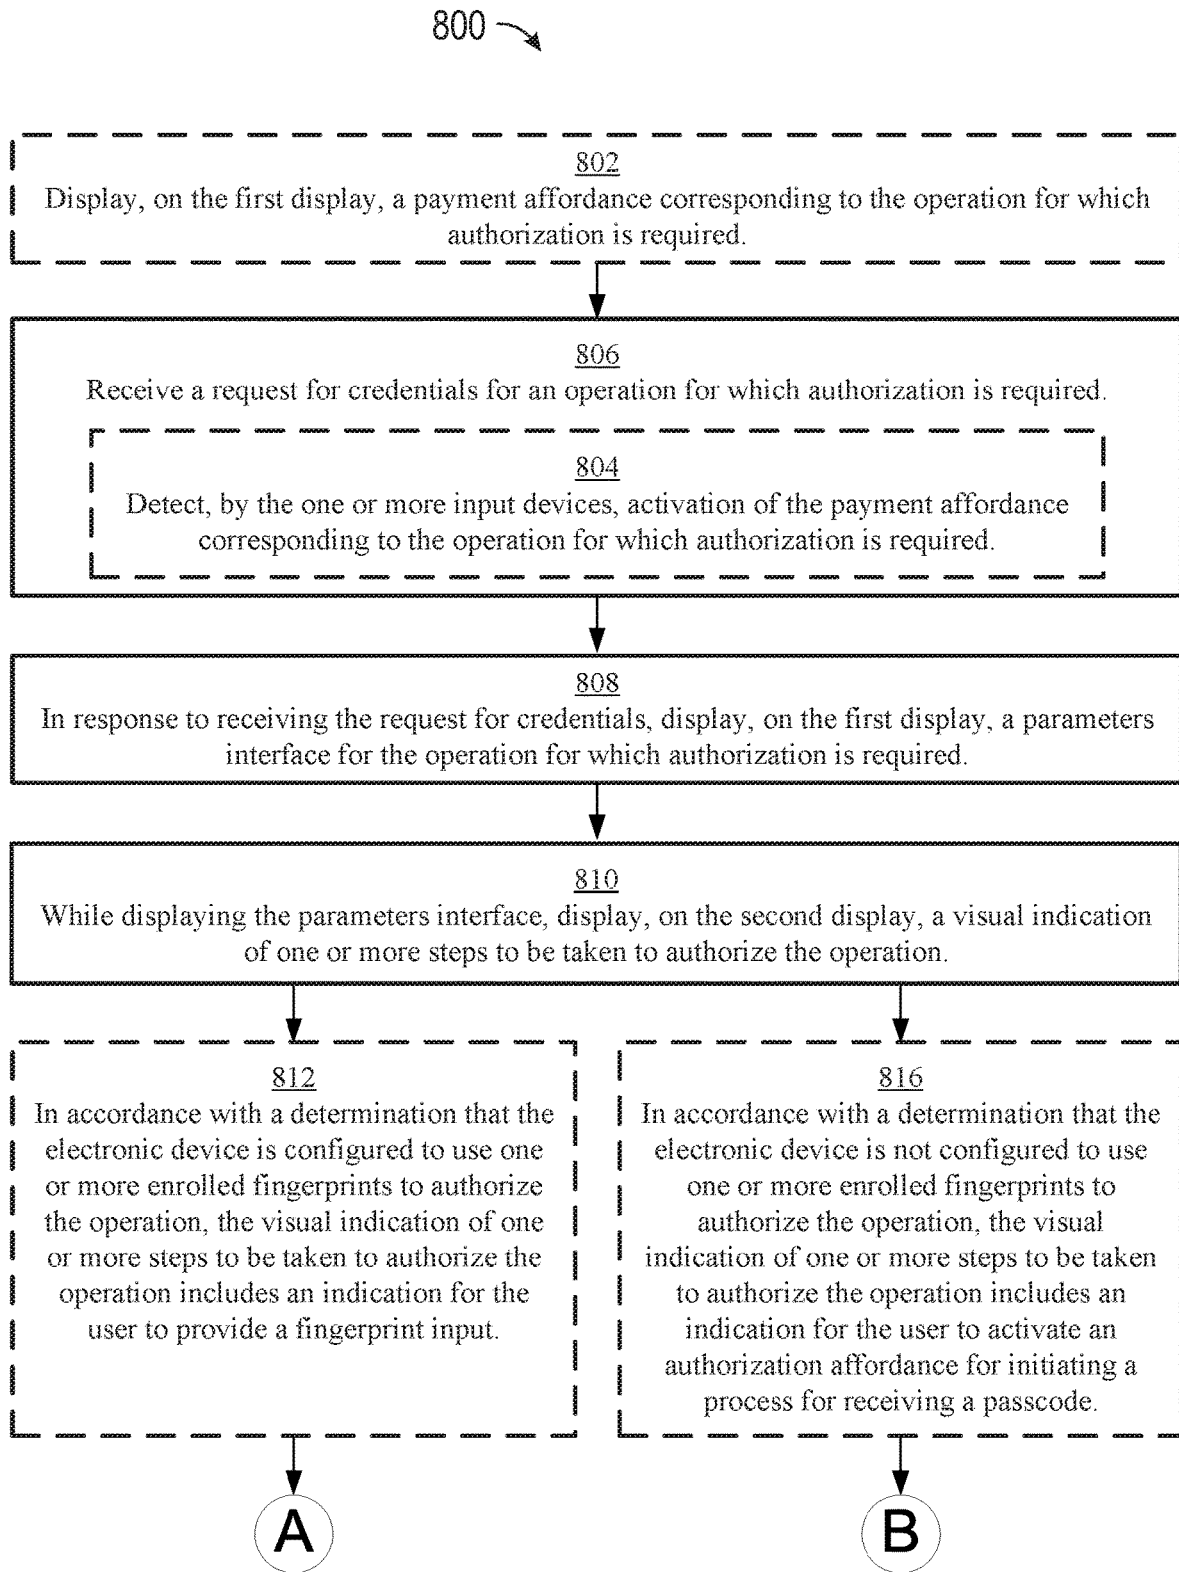 800
802
Display, on the first display, a payment affordance corresponding to the operation for which
authorization is required.
806
Receive a request for credentials for an operation for which authorization is required.
804
Detect, by the one or more input devices, activation of the payment affordance
corresponding to the operation for which authorization is required.
808
In response to receiving the request for credentials, display, on the first display, a parameters
interface for the operation for which authorization is required.
810
While displaying the parameters interface, display, on the second display, a visual indication
of one or more steps to be taken to authorize the operation.
812
In accordance with a determination that the
electronic device is configured to use one
or more enrolled fingerprints to authorize
the operation, the visual indication of one
or more steps to be taken to authorize the
operation includes an indication for the
user to provide a fingerprint input.
816
In accordance with a determination that the
electronic device is not configured to use
one or more enrolled fingerprints to
authorize the operation, the visual
indication of one or more steps to be taken
to authorize the operation includes an
indication for the user to activate an
authorization affordance for initiating a
process for receiving a passcode.
A
B